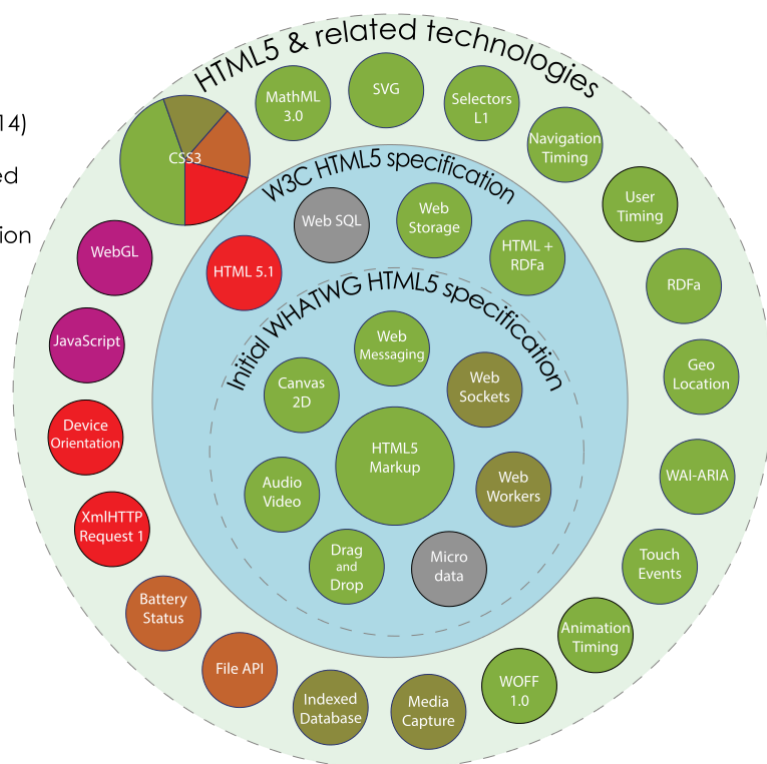 HTML5 & related technologies
14)
ed
ion
MathML
3.0
SVG
Selectors
L1
Navigation
Timing
User
Timing
RDFa
Geo
Location
WAI-ARIA
Touch
Events
Animation
Timing
WOFF
1.0
Media
Capture
Indexed
Database
File API
Battery
Status
XmlHTTP
Request 1
Device
Orientation
JavaScript
WebGL
CSS3
W3C HTML5 specification
HTML 5.1
Web SQL
Web
Storage
HTML +
RDFa
Initial WHATWG HTML5 specification
Web
Messaging
Web
Sockets
Web
Workers
Micro
data
Drag
and
Drop
Audio
Video
Canvas
2D
HTML5
Markup